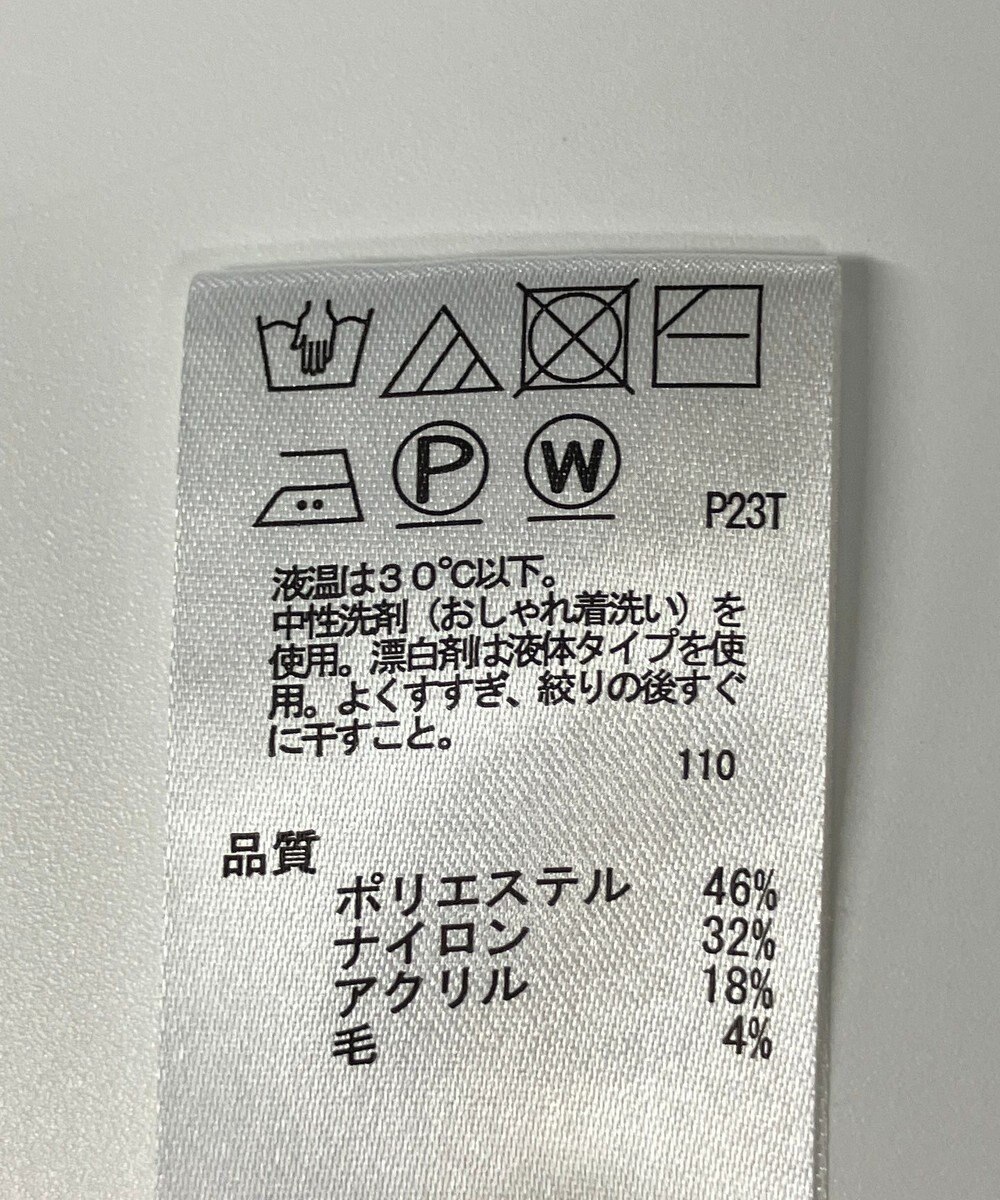 P
W
P23T
液温は30℃以下。
中性洗剤（おしゃれ着洗い）を
使用。漂白剤は液体タイプを使
用。よくすすぎ、絞りの後すぐ
に干すこと。
110
品質
ポリエステル 46%
ナイロン 32%
アクリル 18%
毛 4%